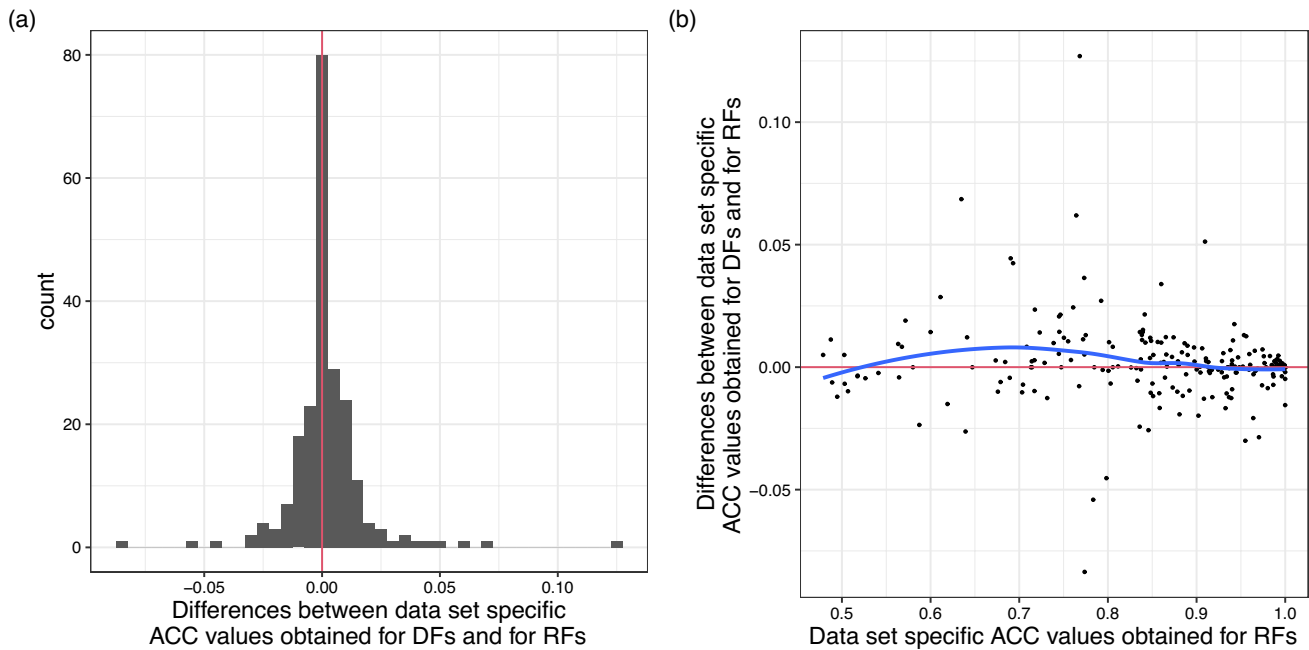 (a)
80
60
40
20
0
count
−0.05
0.00
0.05
0.10
Differences between data set specific
ACC values obtained for DFs and for RFs
(b)
Differences between data set specific
ACC values obtained for DFs and for RFs
0.10
0.05
0.00
−0.05
0.5
0.6
0.7
0.8
0.9
1.0
Data set specific ACC values obtained for RFs